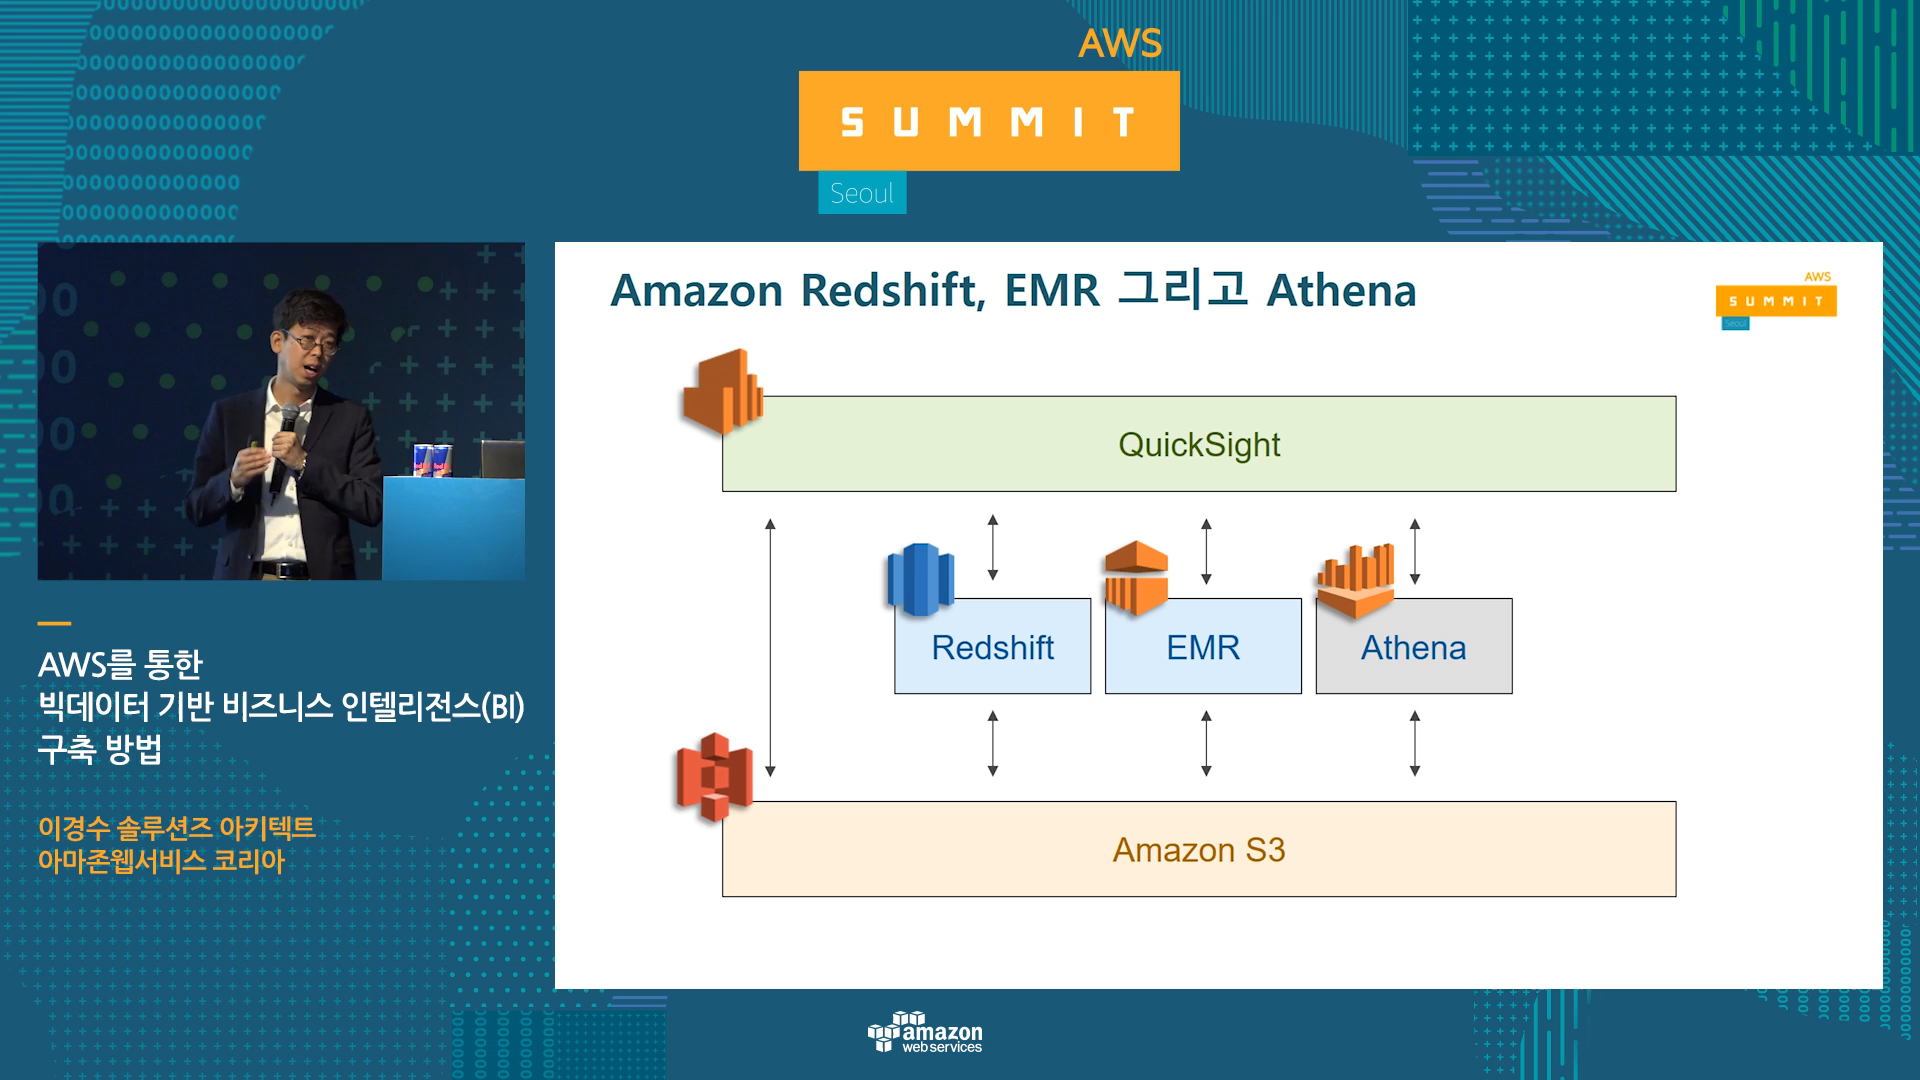 AWS
SUMMIT
Seoul
Amazon Redshift, EMR 그리고 Athena
AWS
SUMMIT
Seoul
QuickSight
Redshift
EMR
Athena
Amazon S3
AWS를 통한
빅데이터 기반 비즈니스 인텔리전스(BI)
구축 방법
이경수 솔루션즈 아키텍트
아마존웹서비스 코리아
amazon
web services